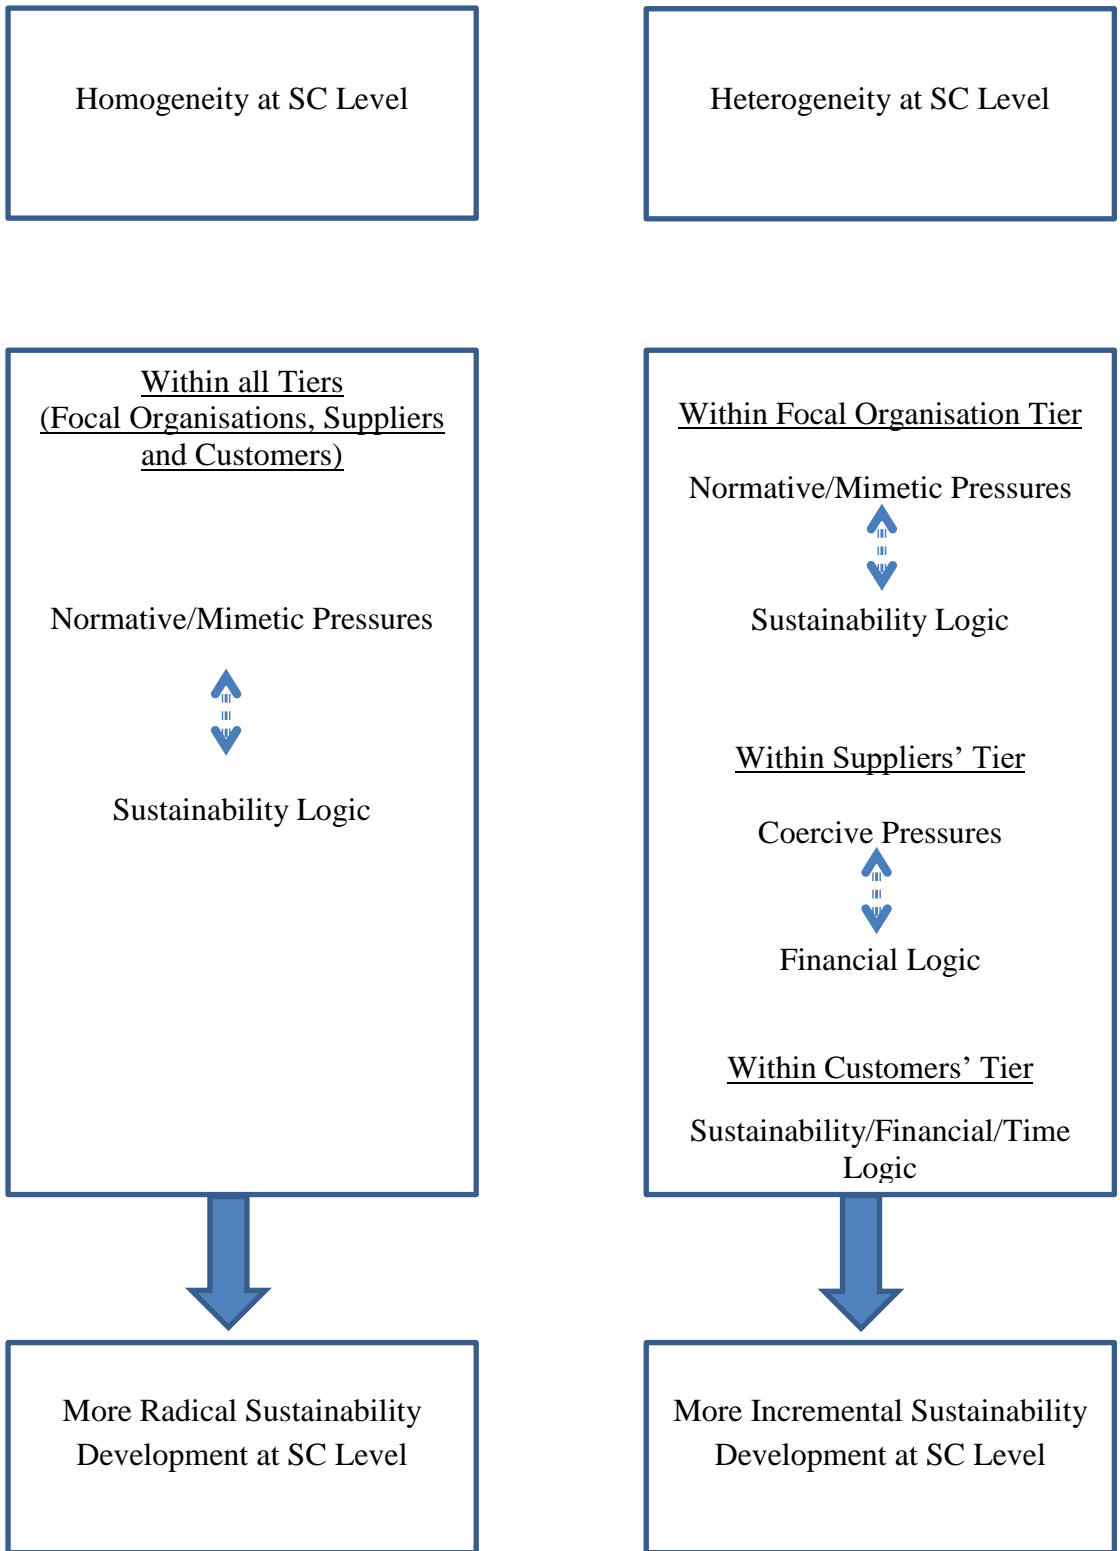 Homogeneity at SC Level
Heterogeneity at SC Level
Within all Tiers
(Focal Organisations, Suppliers
and Customers)
Normative/Mimetic Pressures
Sustainability Logic
Within Focal Organisation Tier
Normative/Mimetic Pressures
Sustainability Logic
Within Suppliers’ Tier
Coercive Pressures
Financial Logic
Within Customers’ Tier
Sustainability/Financial/Time
Logic
More Radical Sustainability
Development at SC Level
More Incremental Sustainability
Development at SC Level